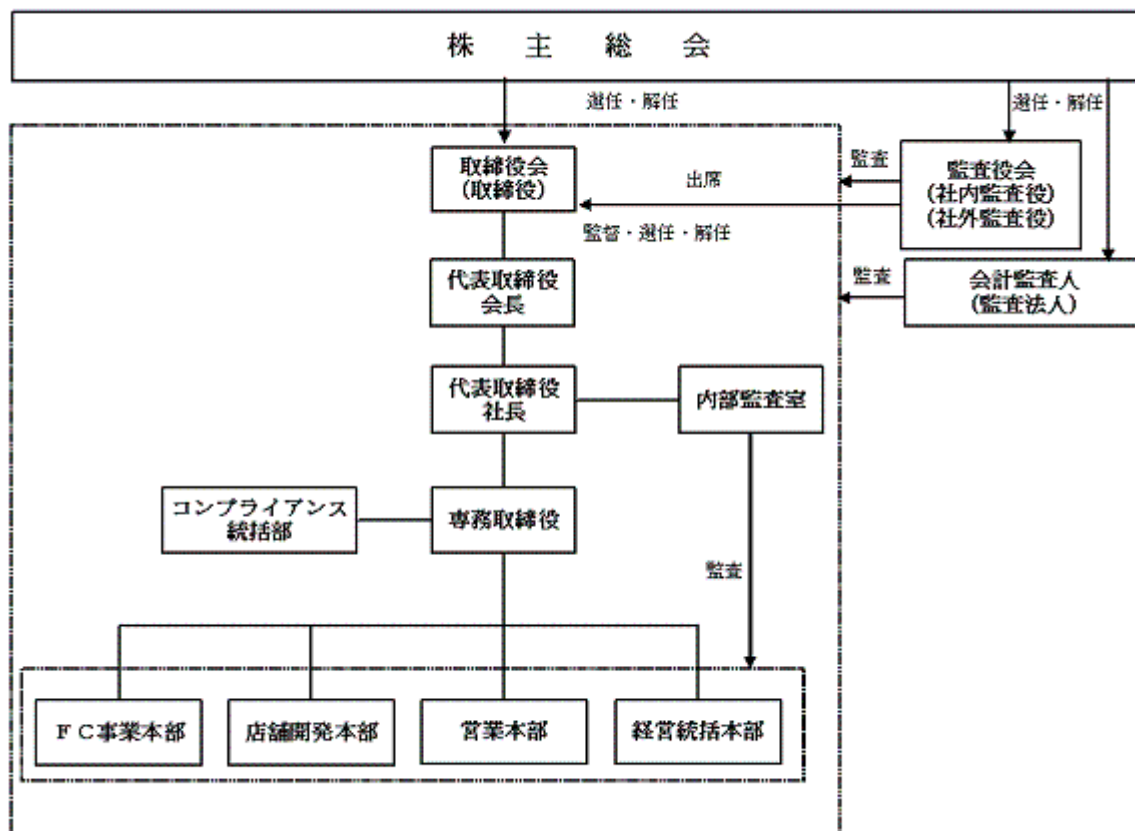 株主総会
選任・解任
選任・解任
取締役会
(取締役)
監査
出席
監査役会
(社内監査役)
(社外監査役)
監督・選任・解任
代表取締役
会長
監査
会計監査人
(監査法人)
代表取締役
社長
内部監査室
コンプライアンス
統括部
専務取締役
監査
FC事業本部
店舗開発本部
営業本部
経営統括本部